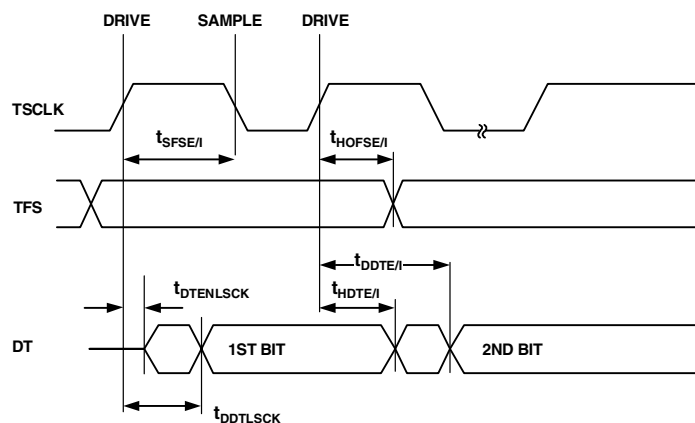 DRIVE SAMPLE DRIVE
TSCLK
tSFSE/I tHOFSE/I
TFS
tDDTE/I
tDTENLSCK tHDTE/I
DT 1ST BIT 2ND BIT
tDDTLSCK